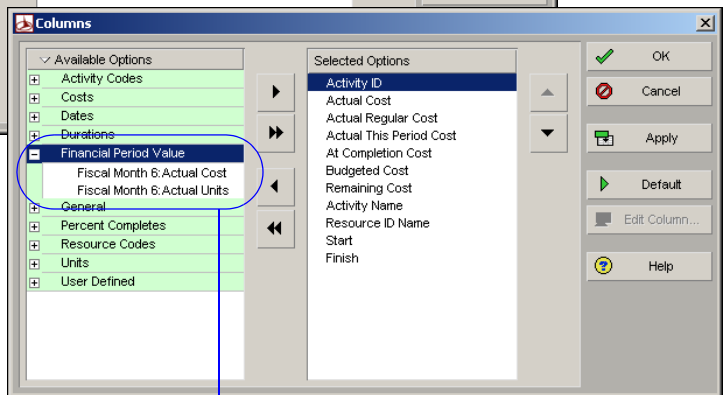 Columns
Available Options
Activity Codes
Costs
Dates
Durations
Financial Period Value
Fiscal Month 6:Actual Cost
Fiscal Month 6:Actual Units
General
Percent Completes
Resource Codes
Units
User Defined
Selected Options
Activity ID
Actual Cost
Actual Regular Cost
Actual This Period Cost
At Completion Cost
Budgeted Cost
Remaining Cost
Activity Name
Resource ID Name
Start
Finish
OK
Cancel
Apply
Default
Edit Column...
Help